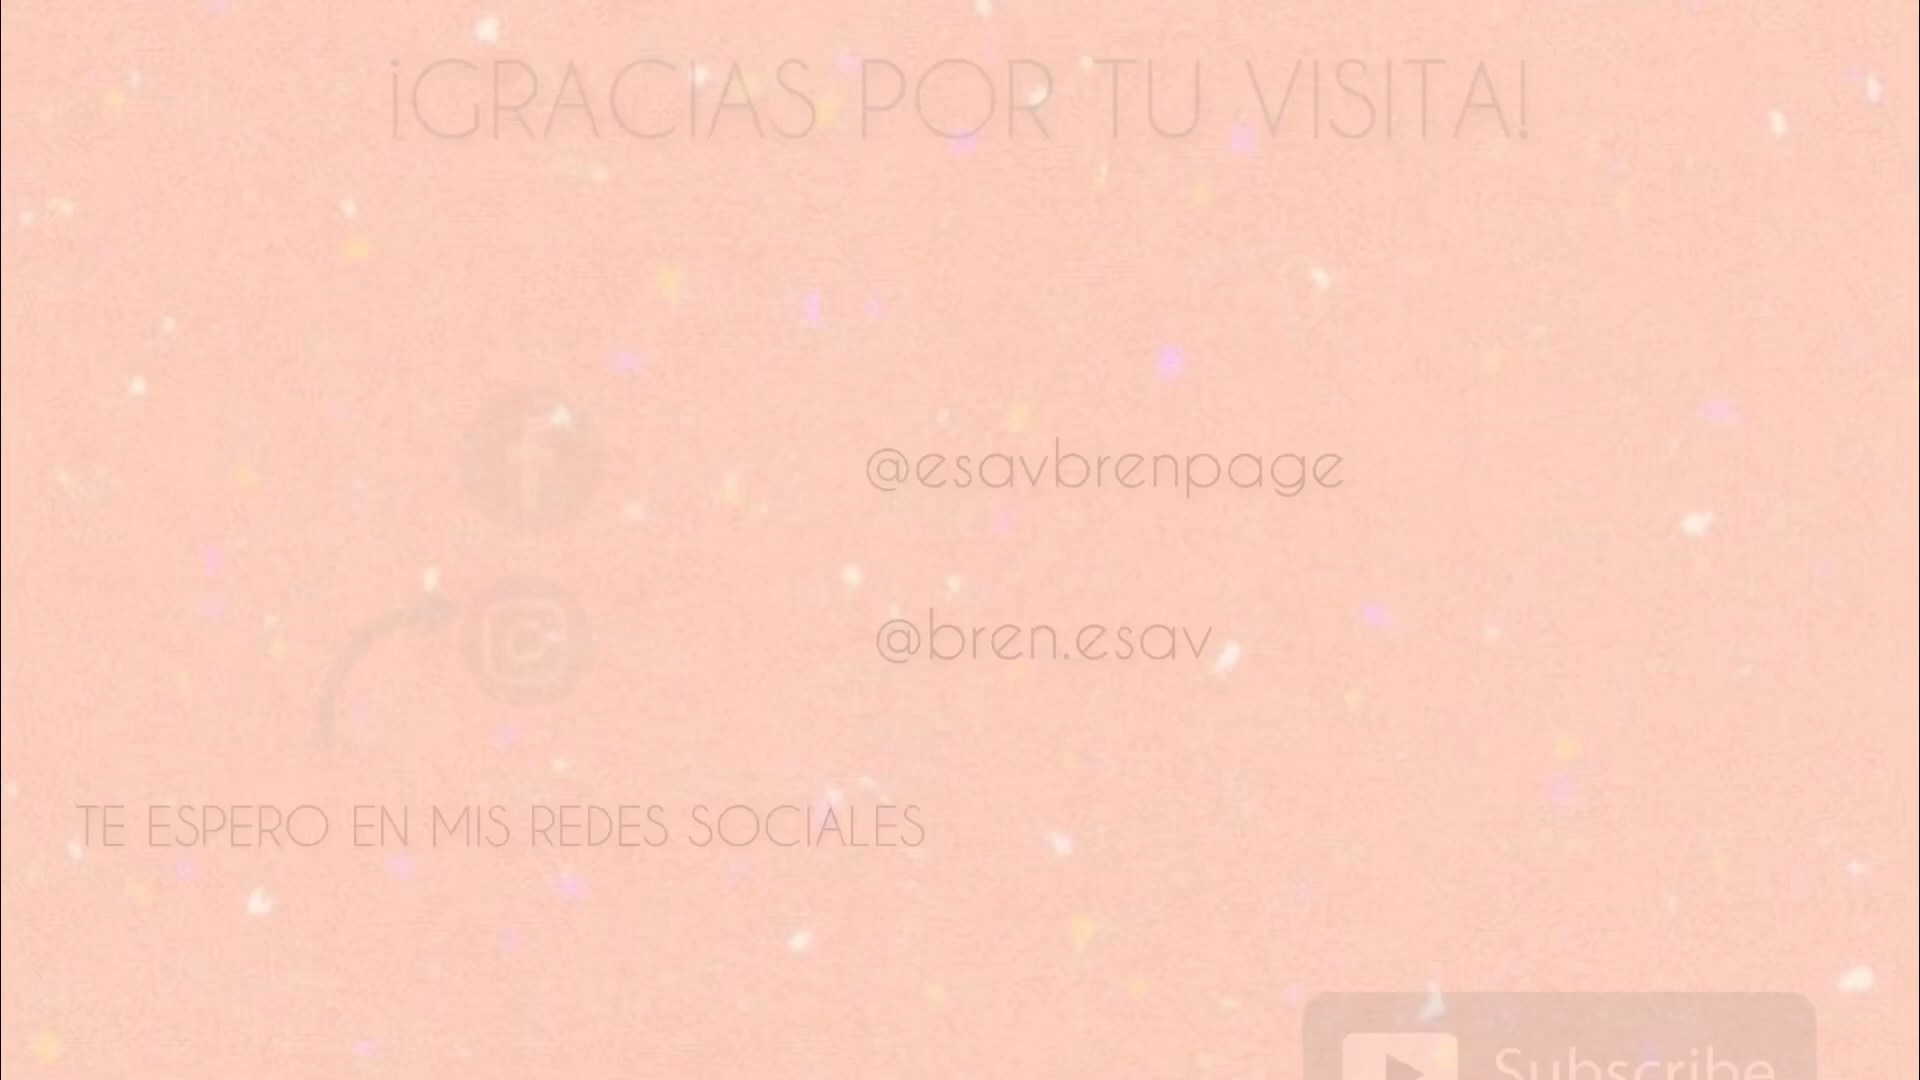 ¡GRACIAS POR TU VISITA!
@esavbrenpage
@bren.esav
TE ESPERO EN MIS REDES SOCIALES
Subscribe